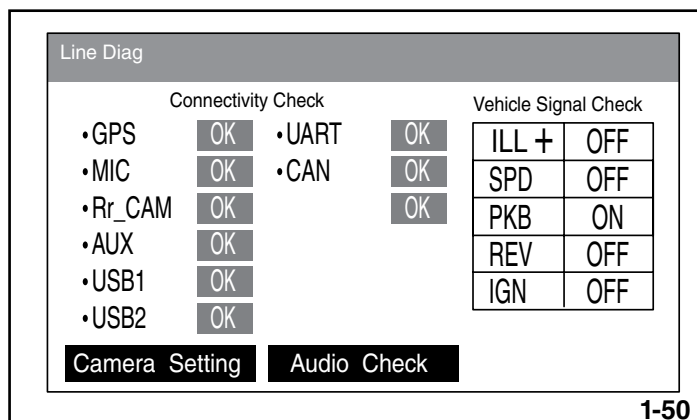 Line Diag
Connectivity Check Vehicle Signal Check
•GPS OK •UART OK ILL + OFF
•MIC OK •CAN OK SPD OFF
•Rr_CAM OK OK PKB ON
•AUX OK REV OFF
•USB1 OK IGN OFF
•USB2 OK
Camera Setting Audio Check
1-50